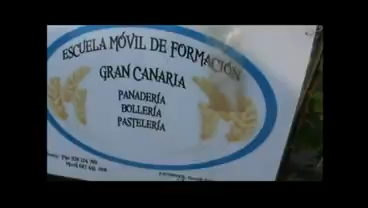 ESCUELA MÓVIL DE FORMACIÓN
GRAN CANARIA
PANADERÍA
BOLLERÍA
PASTELERÍA